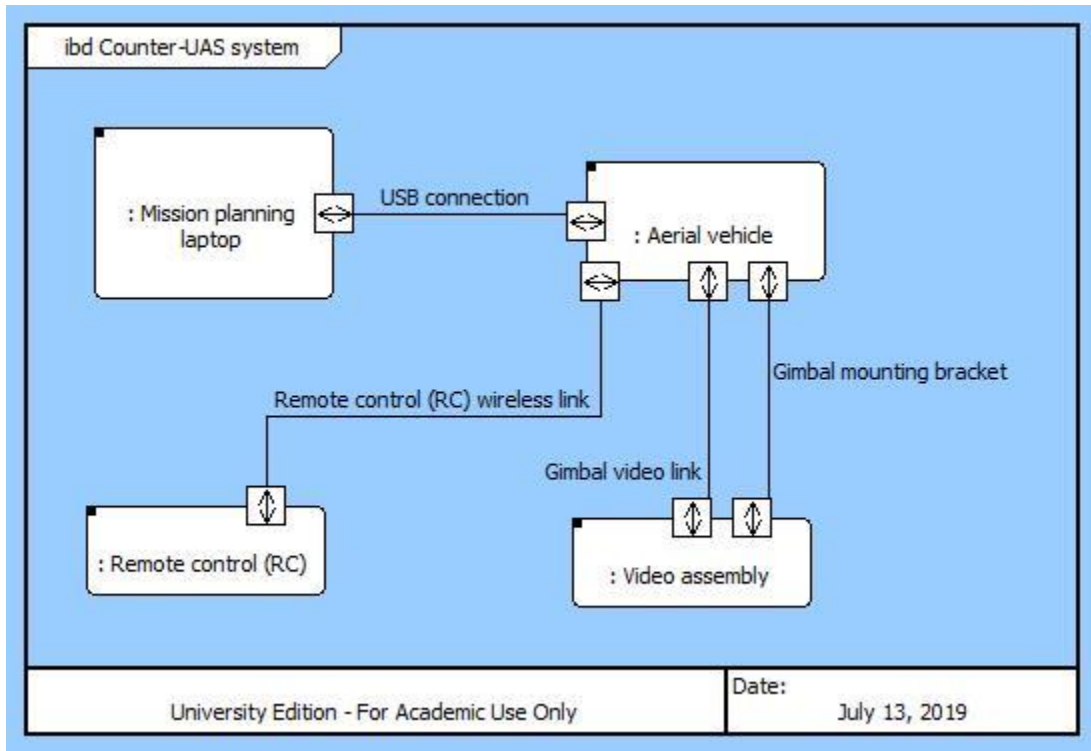 ibd Counter-UAS system
: Mission planning
laptop
USB connection
: Aerial vehicle
Gimbal mounting bracket
Remote control (RC) wireless link
Gimbal video link
: Remote control (RC)
: Video assembly
University Edition - For Academic Use Only
Date:
July 13, 2019